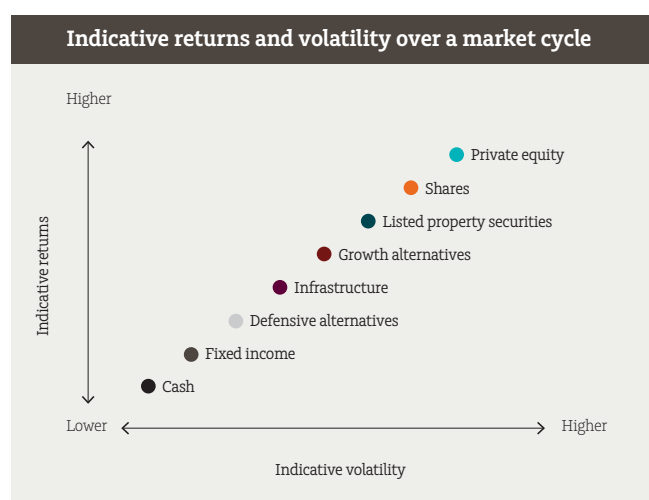 Indicative returns and volatility over a market cycle
Higher
Private equity
Shares
Listed property securities
Growth alternatives
Infrastructure
Defensive alternatives
Fixed income
Cash
Indicative returns
Lower
Higher
Indicative volatility